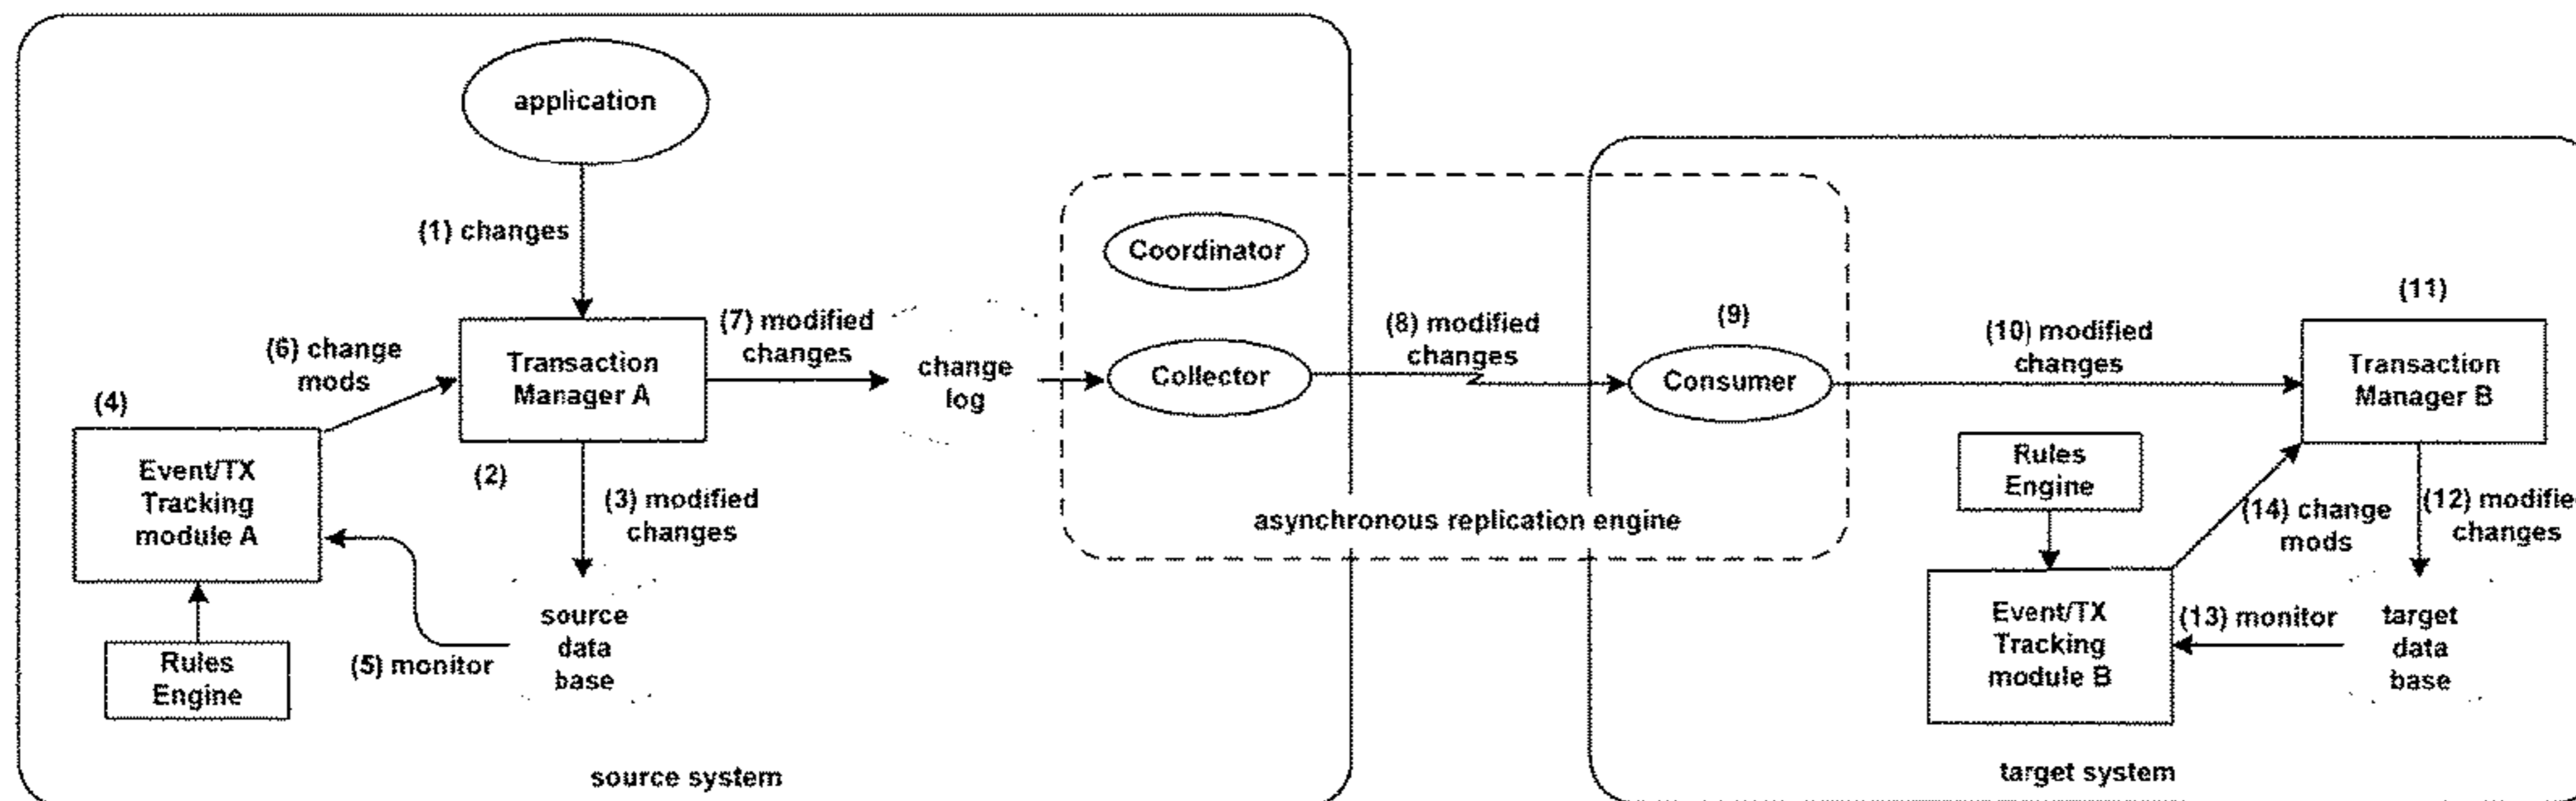 application
(1) changes
Coordinator
(6) change
mods
Transaction
Manager A
(7) modified
changes
change
log
Collector
(8) modified
changes
(9)
Consumer
(10) modified
changes
(11)
Transaction
Manager B
(4)
Event/TX
Tracking
module A
(2)
(3) modified
changes
asynchronous replication engine
Rules
Engine
(14) change
mods
(12) modifie
changes
Rules
Engine
(5) monitor
source
data
base
Event/TX
Tracking
module B
(13) monitor
target
data
base
source system
target system